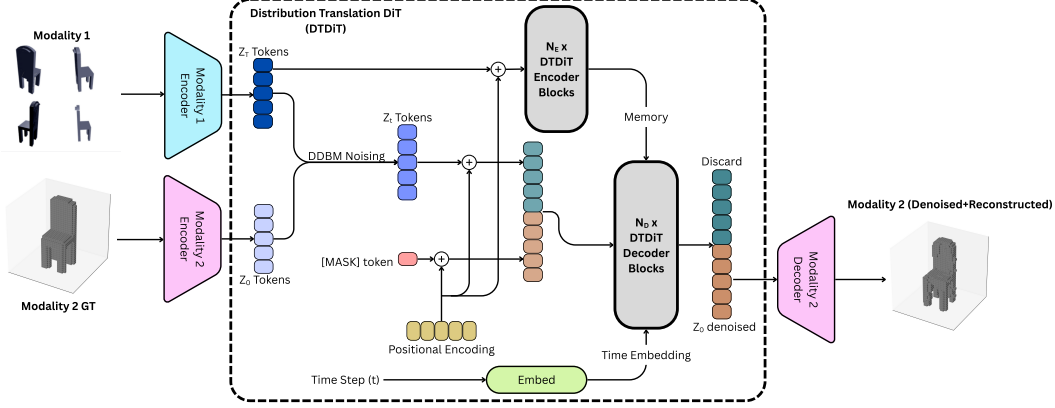 Distribution Translation DiT
(DTDiT)
Modality 1
Modality 1
Encoder
Z_T Tokens
N_E x
DTDiT
Encoder
Blocks
Memory
Z_t Tokens
DDBM Noising
Modality 2 GT
Modality 2
Encoder
Z_0 Tokens
[MASK] token
Positional Encoding
Time Step (t)
Embed
Time Embedding
N_D x
DTDiT
Decoder
Blocks
Discard
Z_0 denoised
Modality 2
Decoder
Modality 2 (Denoised+Reconstructed)